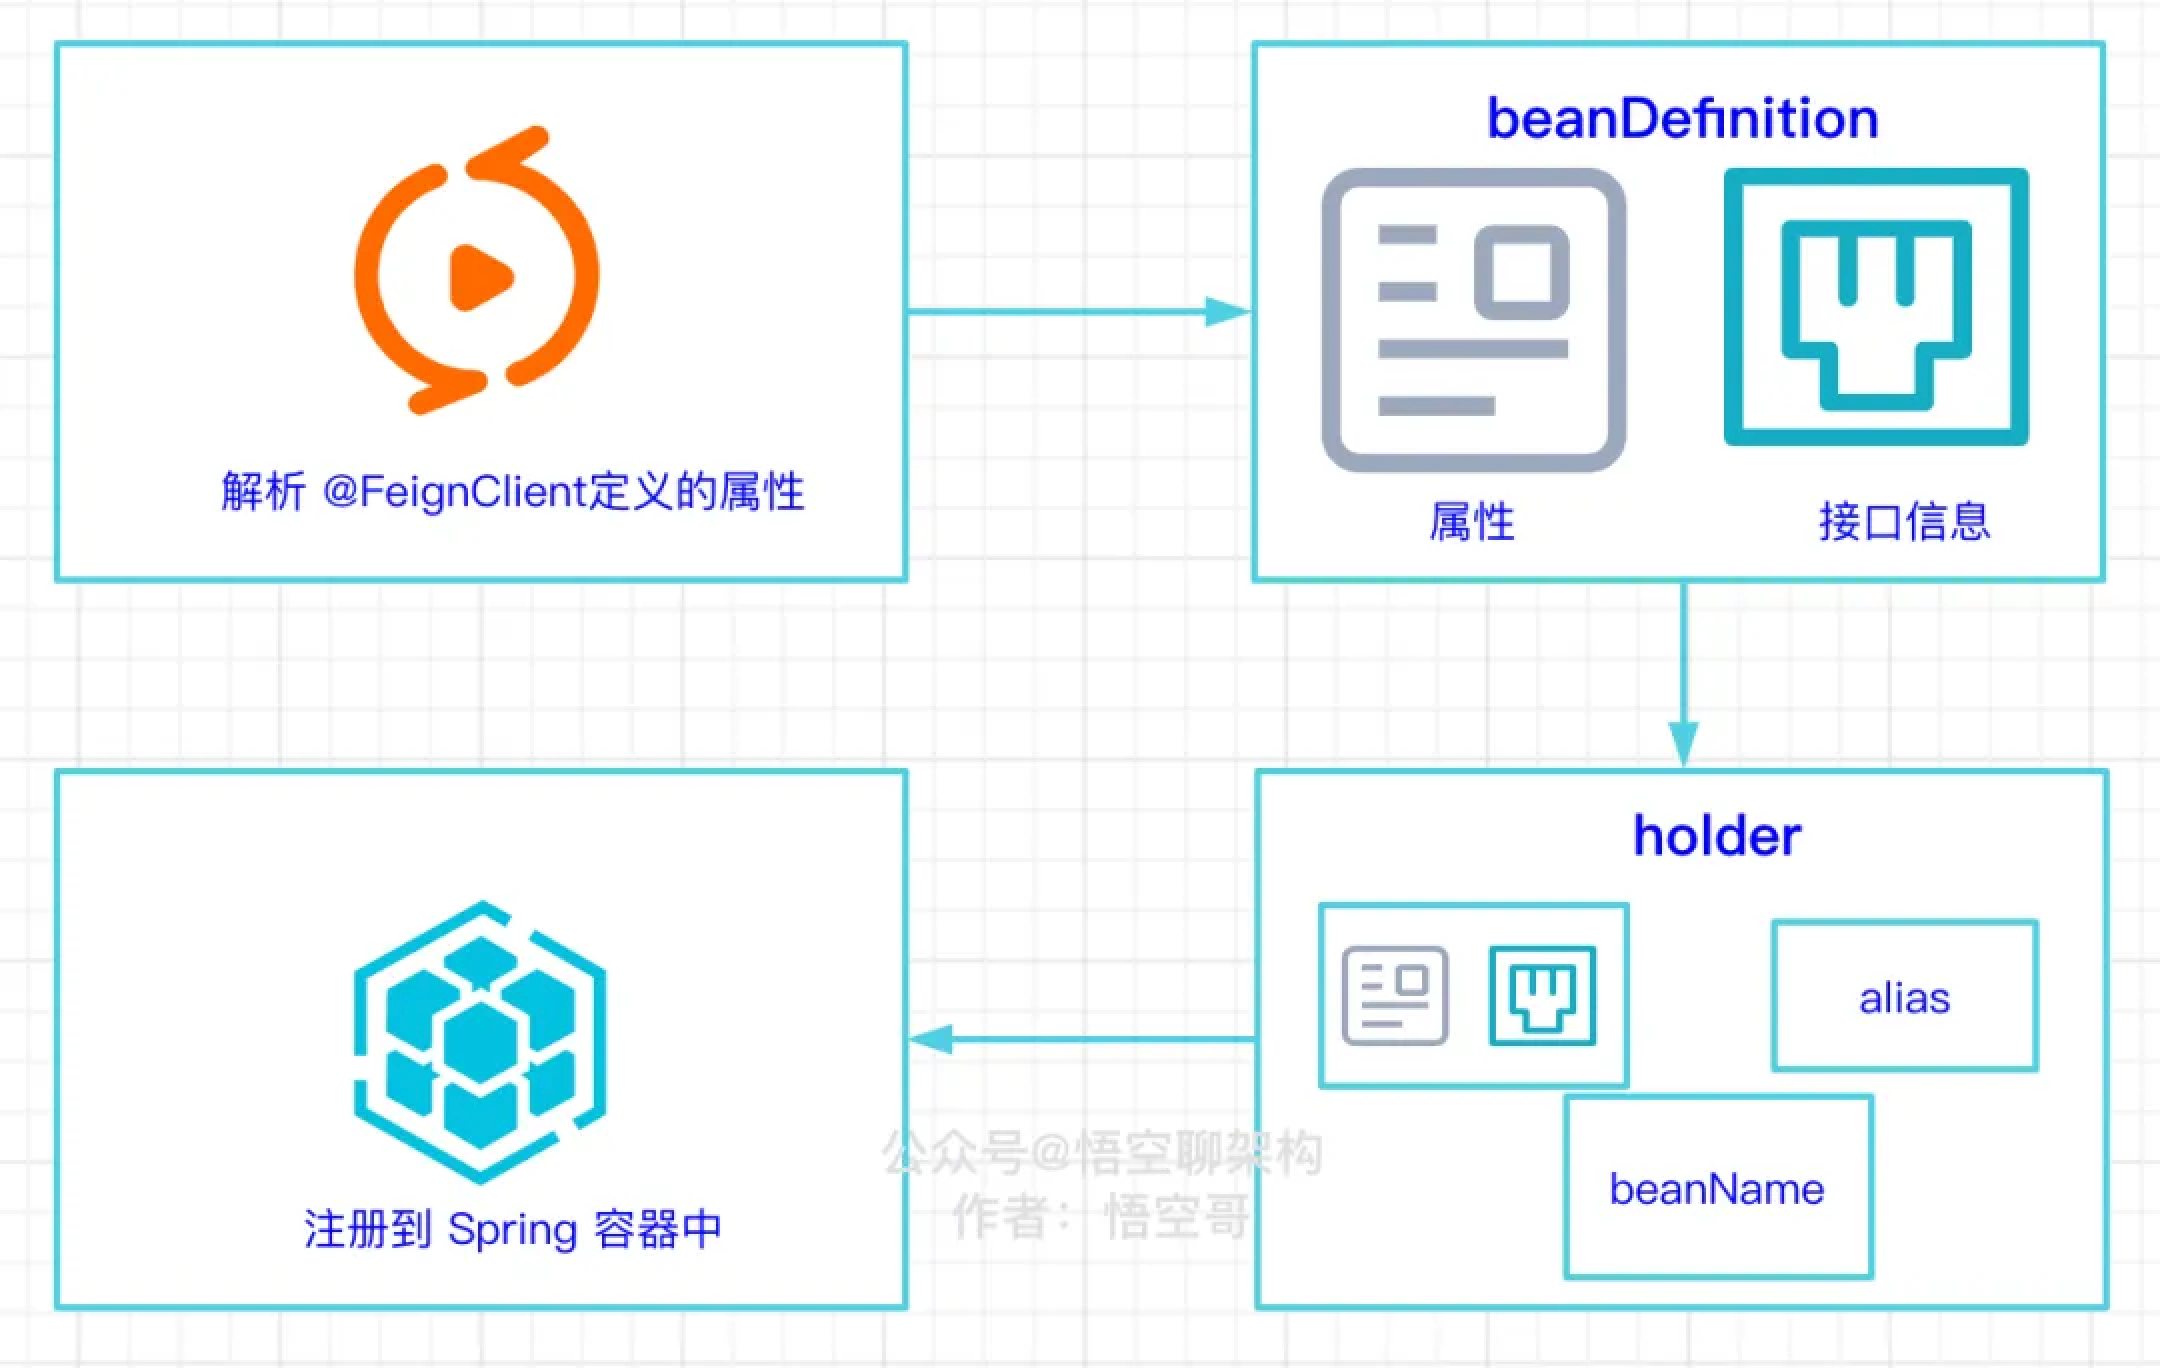 beanDefinition
解析 @FeignClient定义的属性
属性
接口信息
holder
alias
beanName
注册到 Spring 容器中
公众号@悟空聊架构
作者：悟空哥